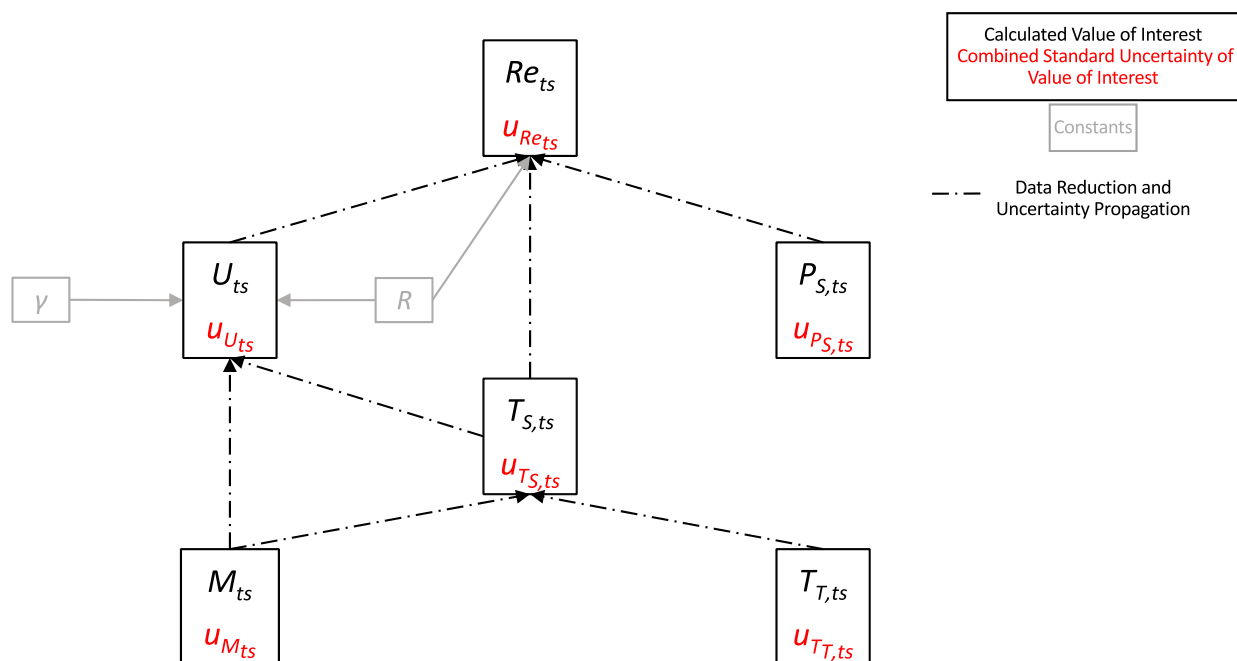 Calculated Value of Interest
Combined Standard Uncertainty of
Value of Interest
Constants
Data Reduction and
Uncertainty Propagation
Re_ts
u_Re_ts
U_ts
u_U_ts
γ
R
P_S,ts
u_P_S,ts
T_S,ts
u_T_S,ts
M_ts
u_M_ts
T_T,ts
u_T_T,ts